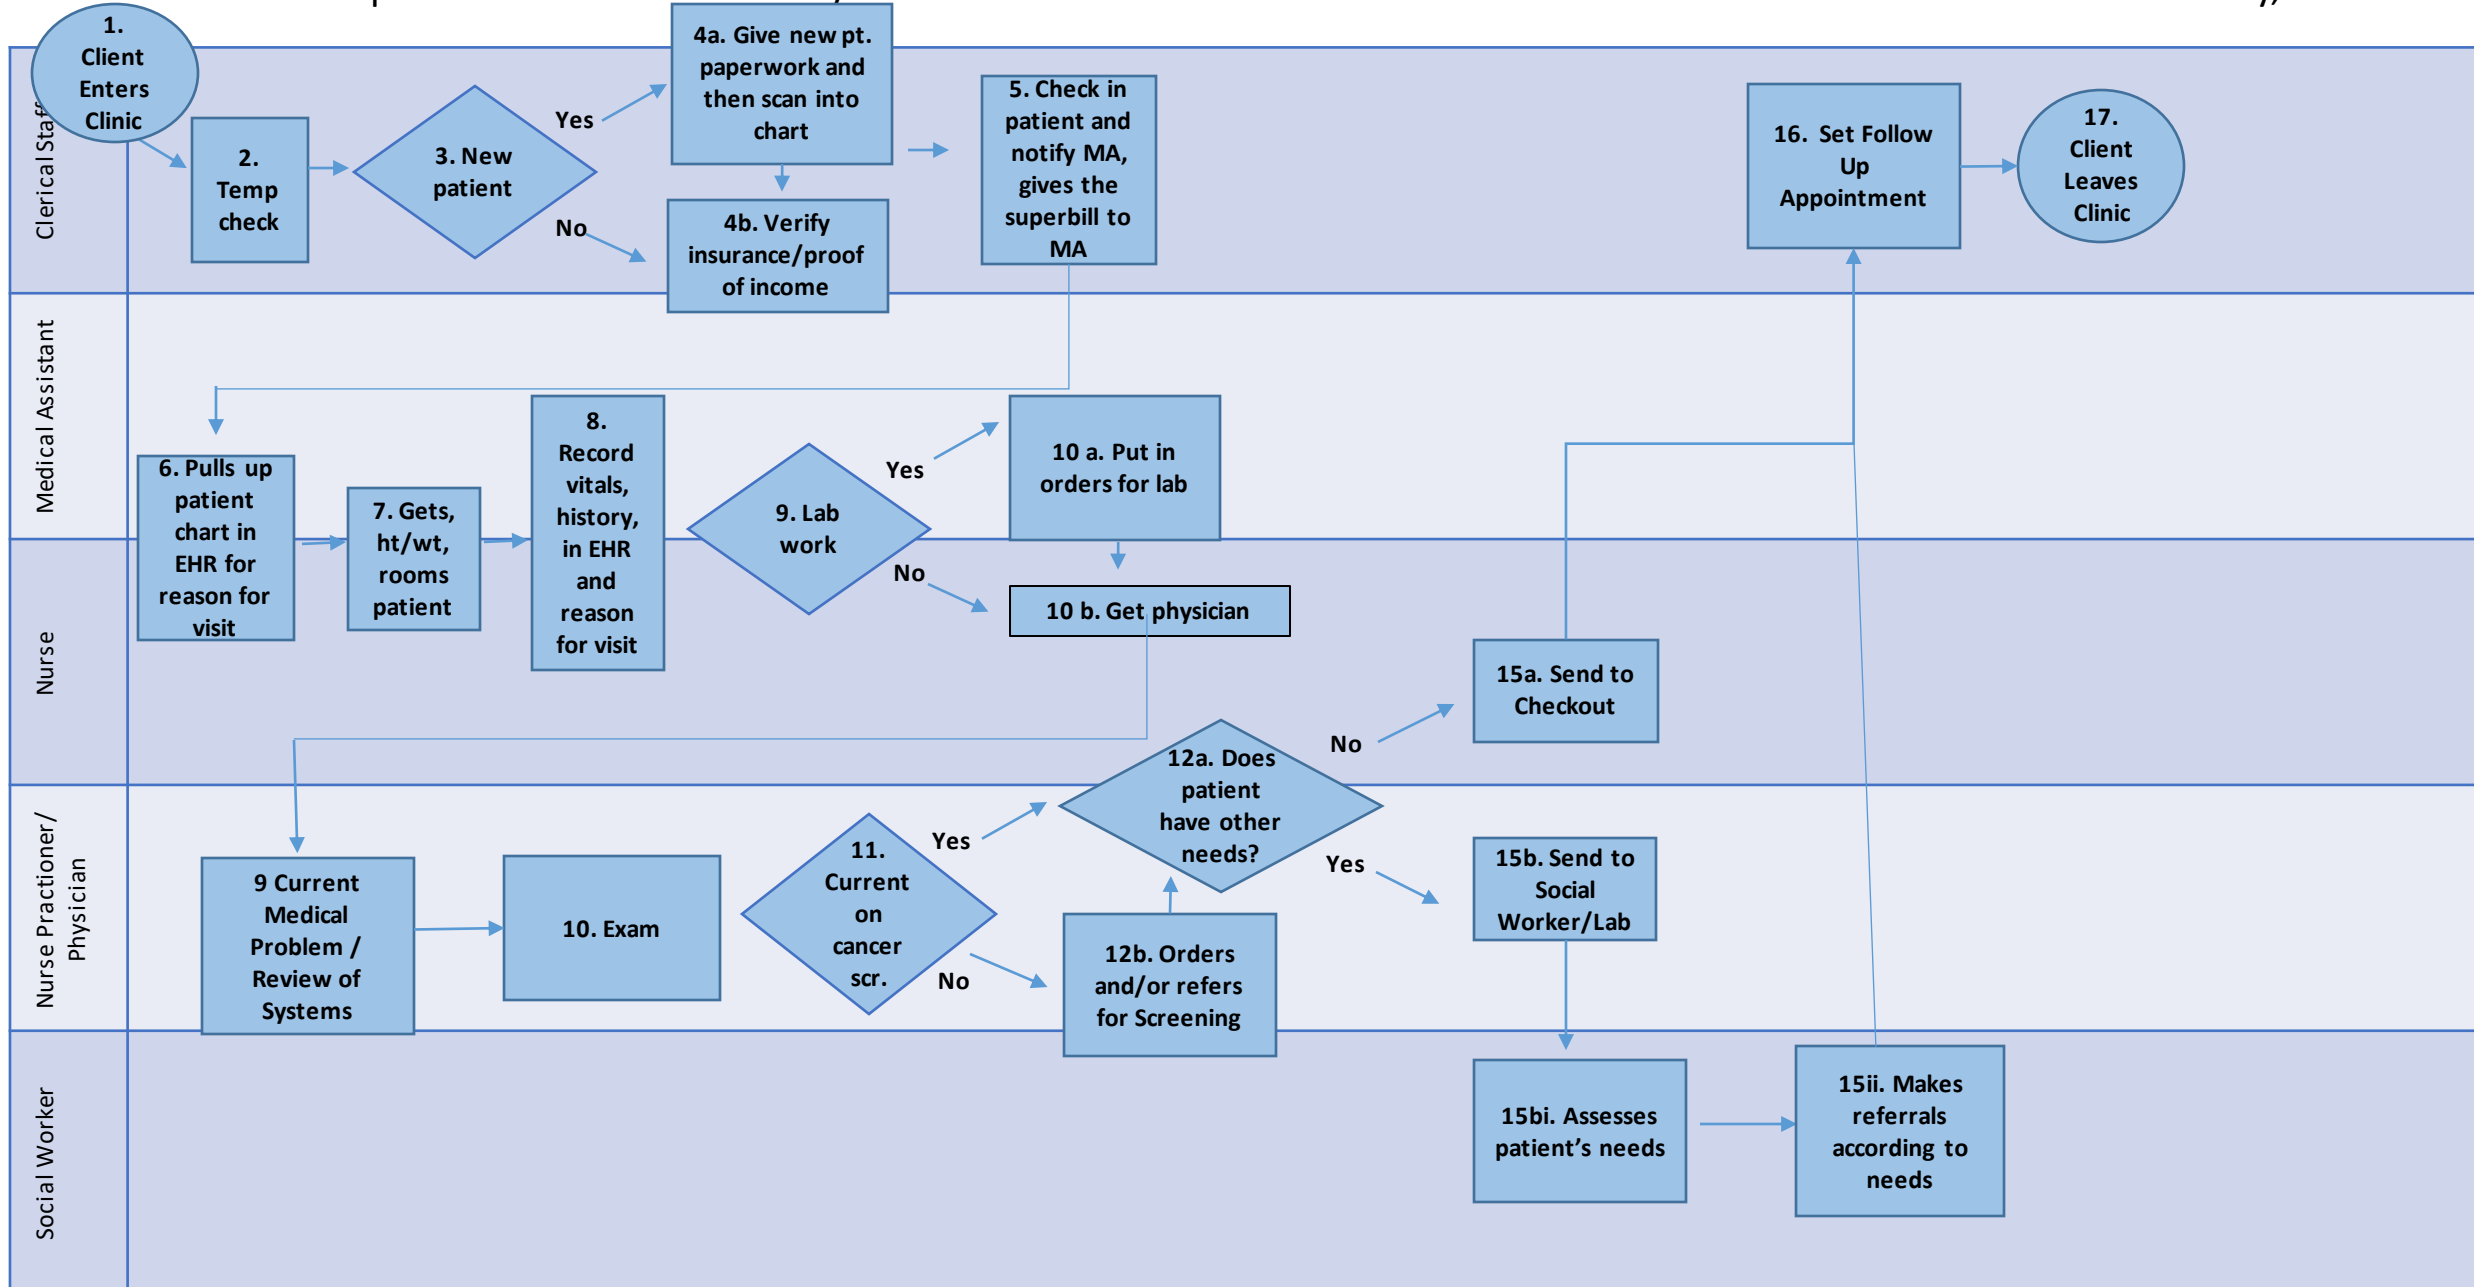 1.
Client
Enters
Clinic
Clerical Staff
2.
Temp
check
3. New
patient
Yes
No
4a. Give new pt.
paperwork and
then scan into
chart
4b. Verify
insurance/proof
of income
5. Check in
patient and
notify MA,
gives the
superbill to
MA
16. Set Follow
Up
Appointment
17.
Client
Leaves
Clinic
Medical Assistant
6. Pulls up
patient
chart in
EHR for
reason for
visit
7. Gets,
ht/wt,
rooms
patient
8.
Record
vitals,
history,
in EHR
and
reason
for visit
9. Lab
work
Yes
No
10 a. Put in
orders for lab
10 b. Get physician
Nurse
15a. Send to
Checkout
12a. Does
patient
have other
needs?
No
Yes
Nurse Practioner/
Physician
9 Current
Medical
Problem /
Review of
Systems
10. Exam
11.
Current
on
cancer
scr.
Yes
No
12b. Orders
and/or refers
for Screening
15b. Send to
Social
Worker/Lab
Social Worker
15bi. Assesses
patient’s needs
15ii. Makes
referrals
according to
needs